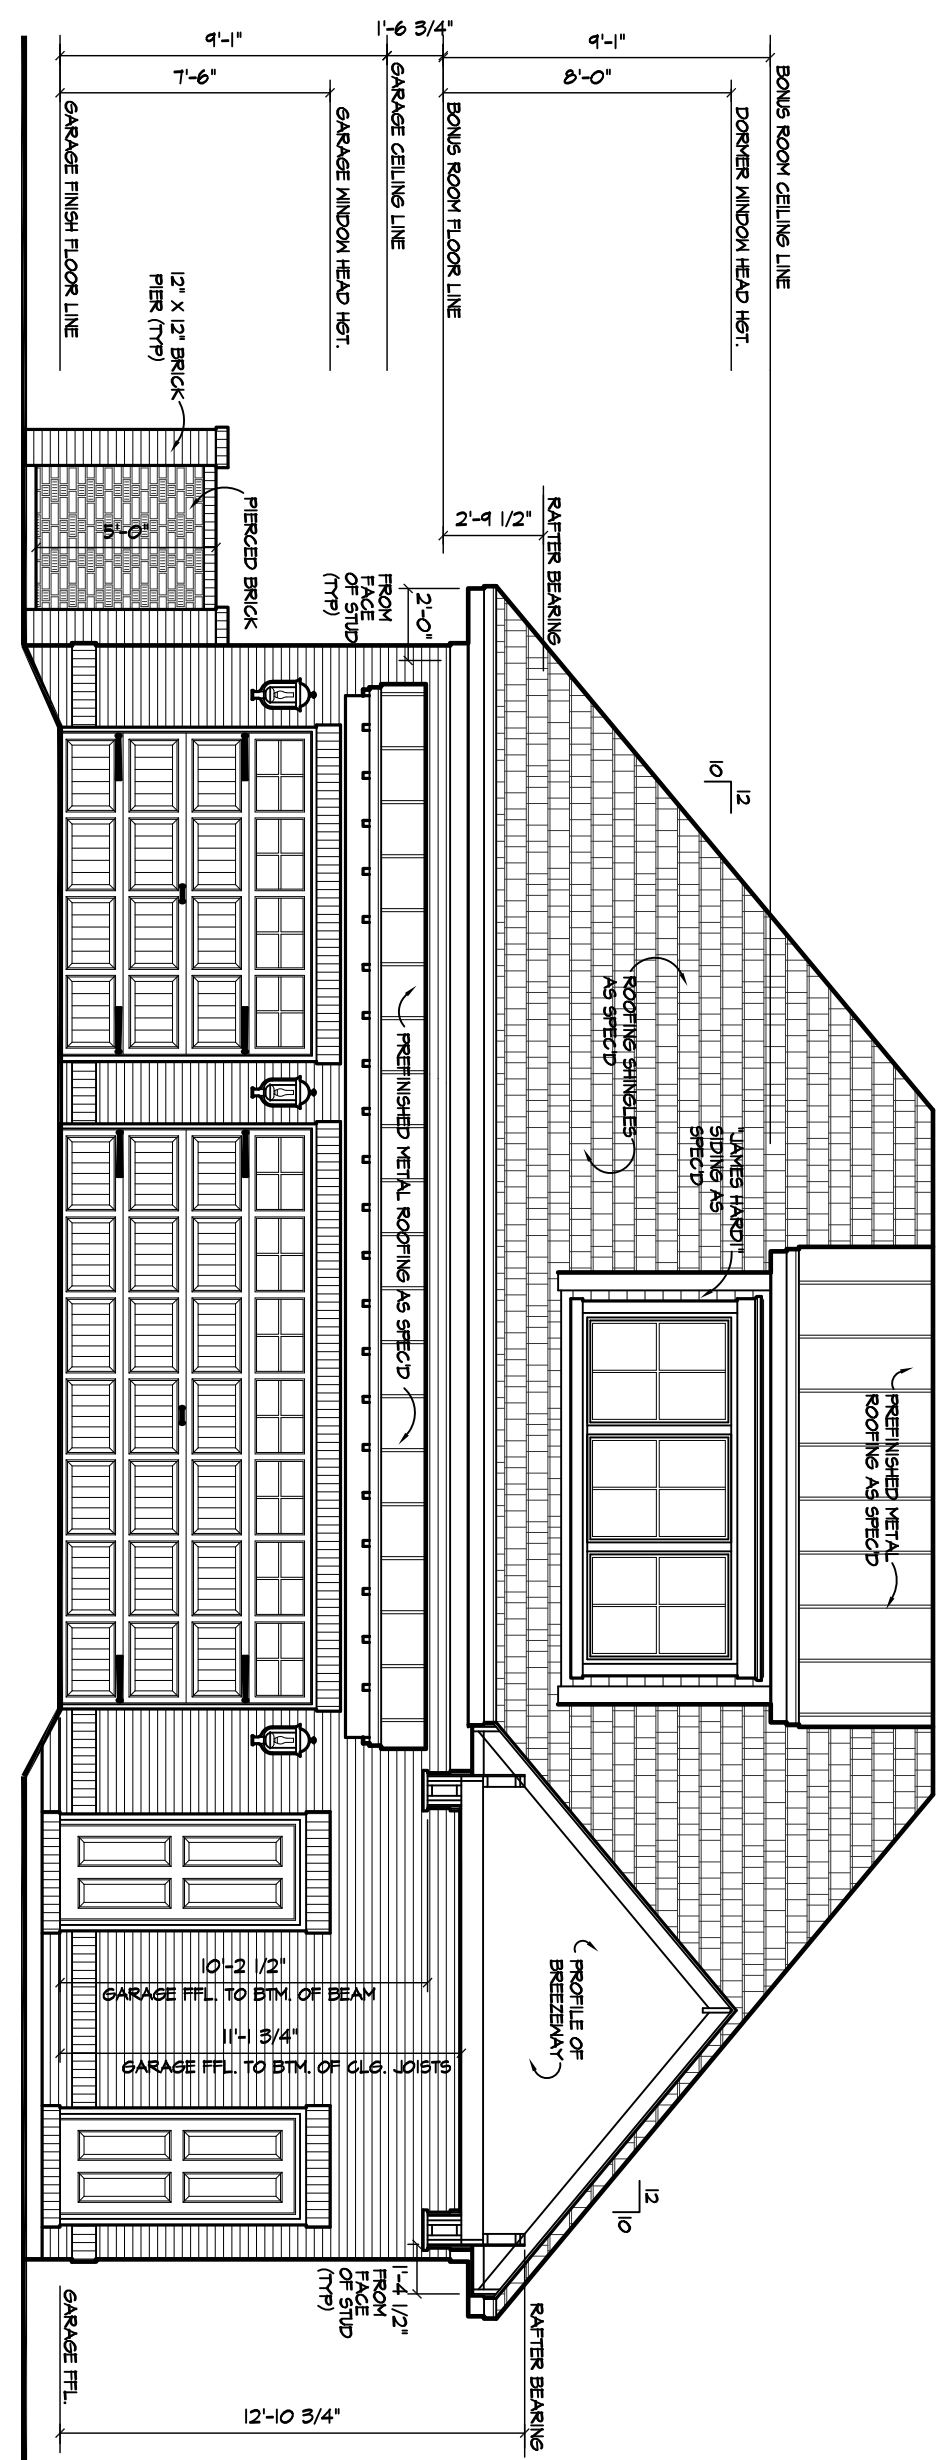 BONUS ROOM CEILING LINE
DORMER WINDOW HEAD HGT.
BONUS ROOM FLOOR LINE
GARAGE CEILING LINE
GARAGE WINDOW HEAD HGT.
GARAGE FINISH FLOOR LINE
9'-1"
8'-0"
1'-6 3/4"
9'-1"
7'-6"
12" X 12" BRICK
PIER (TYP)
PIERCED BRICK
5'-0"
RAFTER BEARING
2'-9 1/2"
2'-0"
FROM
FACE
OF STUD
(TYP)
12
10
ROOFING SHINGLES
AS SPEC'D
"JAMES HARDI"
SIDING AS
SPEC'D
PREFINISHED METAL ROOFING AS SPEC'D
PREFINISHED METAL
ROOFING AS SPEC'D
PROFILE OF
BREEZEWAY
10'-2 1/2"
GARAGE FFL. TO BTM. OF BEAM
11'-1 3/4"
GARAGE FFL. TO BTM. OF CLG. JOISTS
12
10
1'-4 1/2"
FROM
FACE
OF STUD
(TYP)
RAFTER BEARING
12'-10 3/4"
GARAGE FFL.